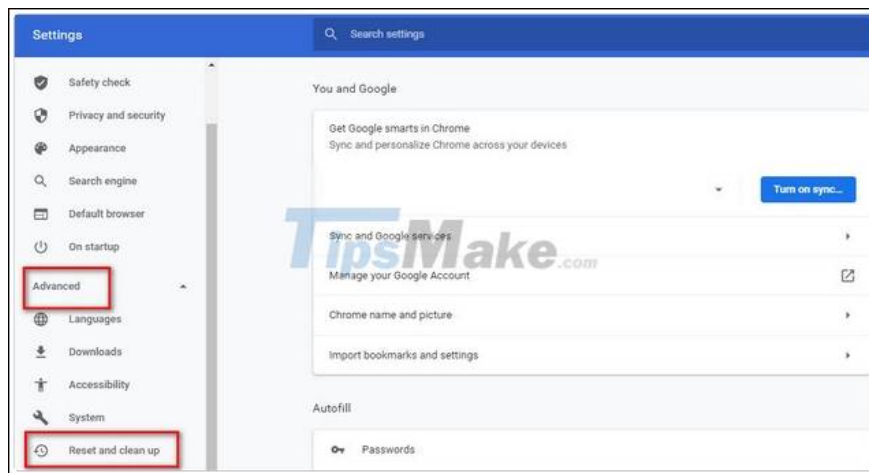 Settings
Search settings
Safety check
Privacy and security
Appearance
Search engine
Default browser
On startup
Advanced
Languages
Downloads
Accessibility
System
Reset and clean up
You and Google
Get Google smarts in Chrome
Sync and personalize Chrome across your devices
Turn on sync...
Sync and Google services
Manage your Google Account
Chrome name and picture
Import bookmarks and settings
Autofill
Passwords
TipsMake.com